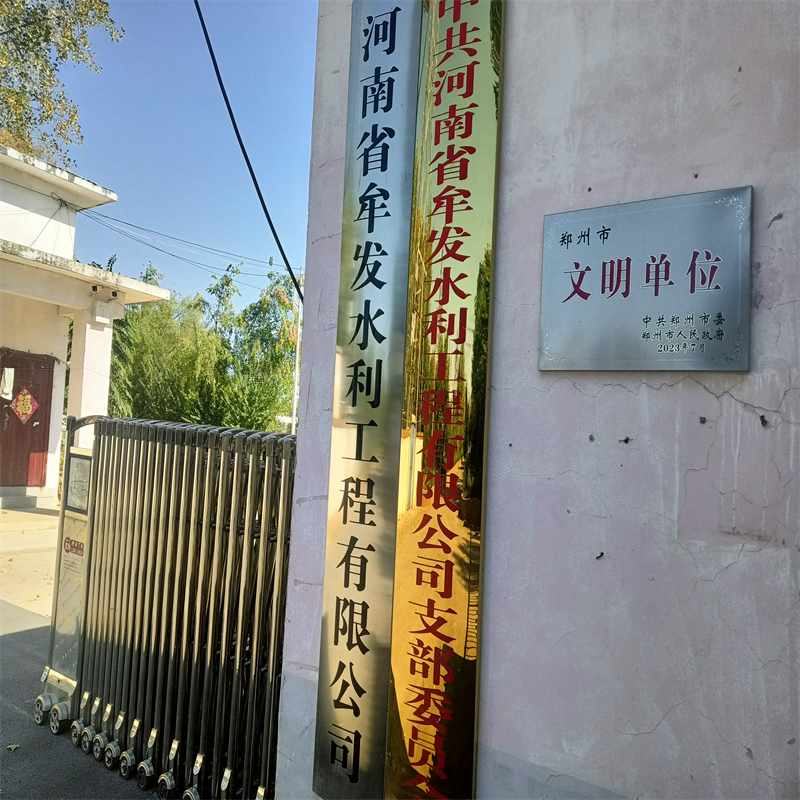 河南省牟发水利工程有限公司
中共河南省牟发水利工程有限公司支部委员会
郑州市
文明单位
中共郑州市委
郑州市人民政府
2023年7月
福